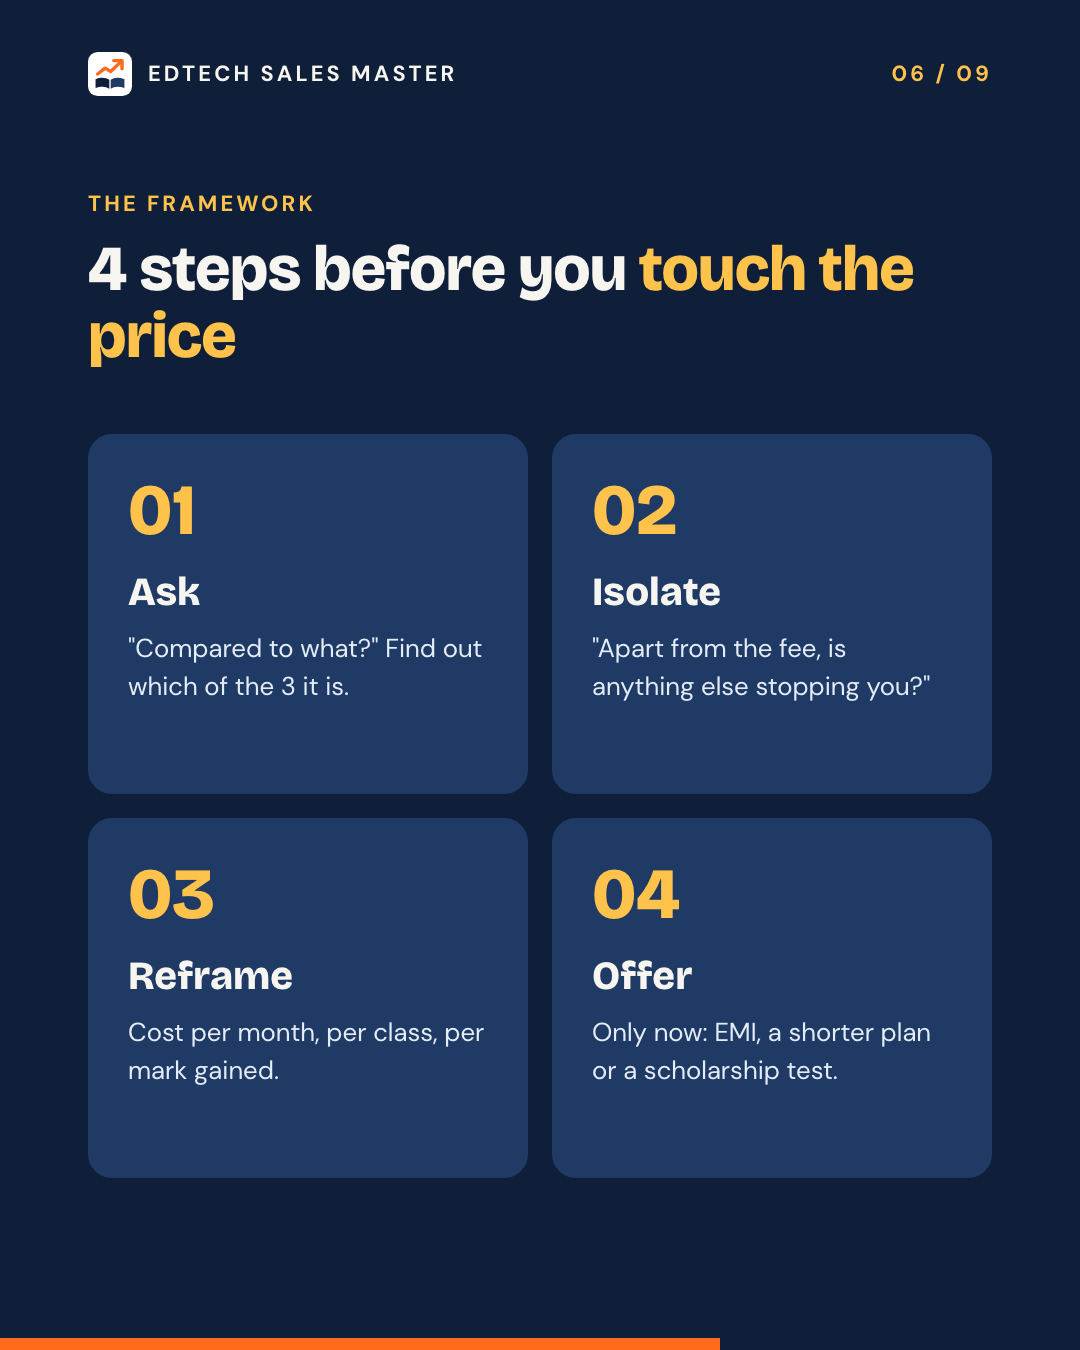 EDTECH SALES MASTER
06 / 09
THE FRAMEWORK
4 steps before you touch the
price
01
Ask
"Compared to what?" Find out
which of the 3 it is.
02
Isolate
"Apart from the fee, is
anything else stopping you?"
03
Reframe
Cost per month, per class, per
mark gained.
04
Offer
Only now: EMI, a shorter plan
or a scholarship test.